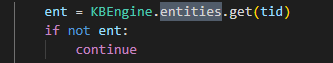 ent = KBEngine.entities.get(tid)
if not ent:
continue